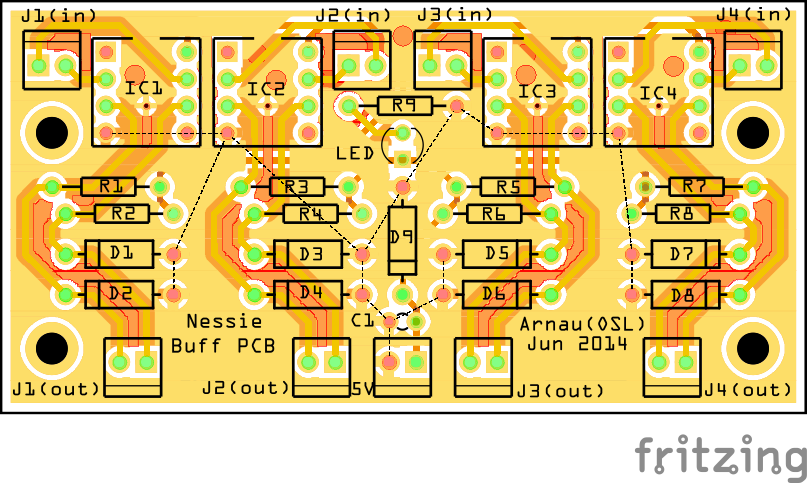 J1(in) J2(in) J3(in) J4(in)
IC1 IC2 R9 IC3 IC4
LED
R1 R3 R5 R7
R2 R4 R6 R8
D9
D1 D3 D5 D7
D2 D4 D6 D8
Nessie C1 Arnau(OSL)
Buff PCB Jun 2014
J1(out) J2(out) 5V J3(out) J4(out)
fritzing